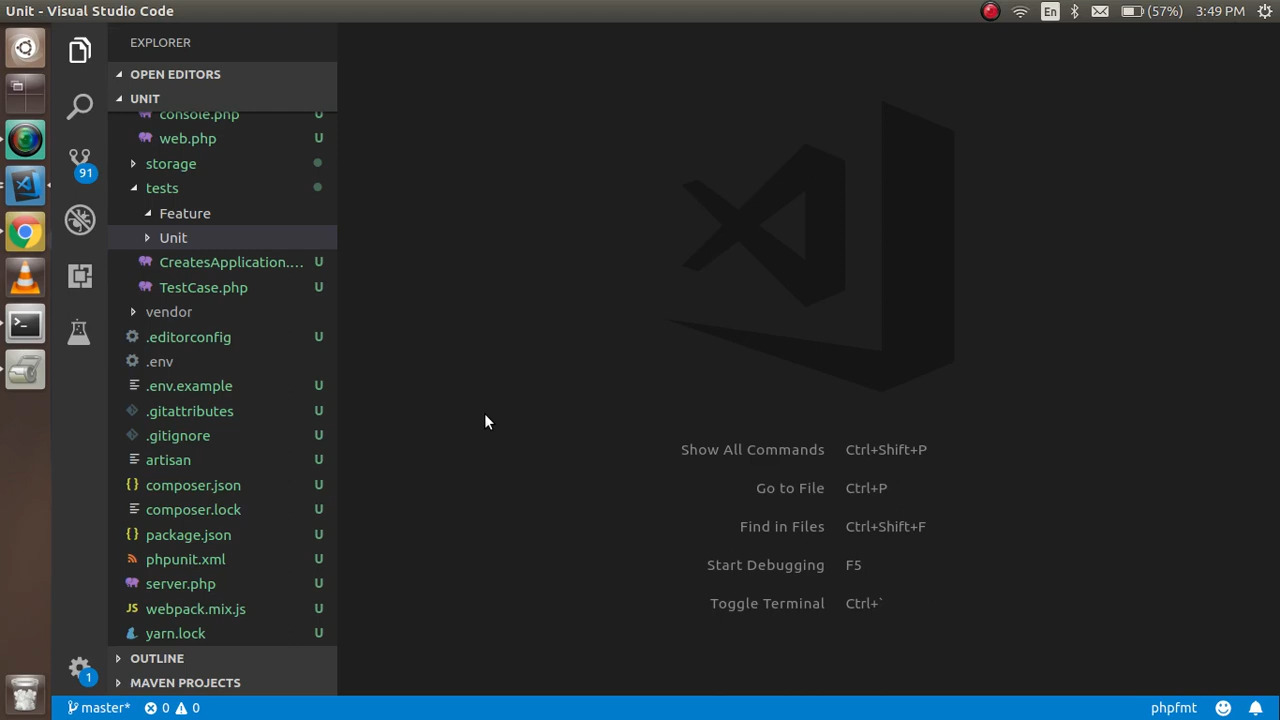 Unit - Visual Studio Code
En
(57%)
3:49 PM
EXPLORER
OPEN EDITORS
UNIT
console.php U
web.php U
storage
91
tests
Feature
Unit
CreatesApplication.... U
TestCase.php U
vendor
.editorconfig U
.env
.env.example U
.gitattributes U
.gitignore U
artisan U
composer.json U
composer.lock U
package.json U
phpunit.xml U
server.php U
JS webpack.mix.js U
yarn.lock U
OUTLINE
MAVEN PROJECTS
1
Show All Commands Ctrl+Shift+P
Go to File Ctrl+P
Find in Files Ctrl+Shift+F
Start Debugging F5
Toggle Terminal Ctrl+`
master* 0 0
phpfmt